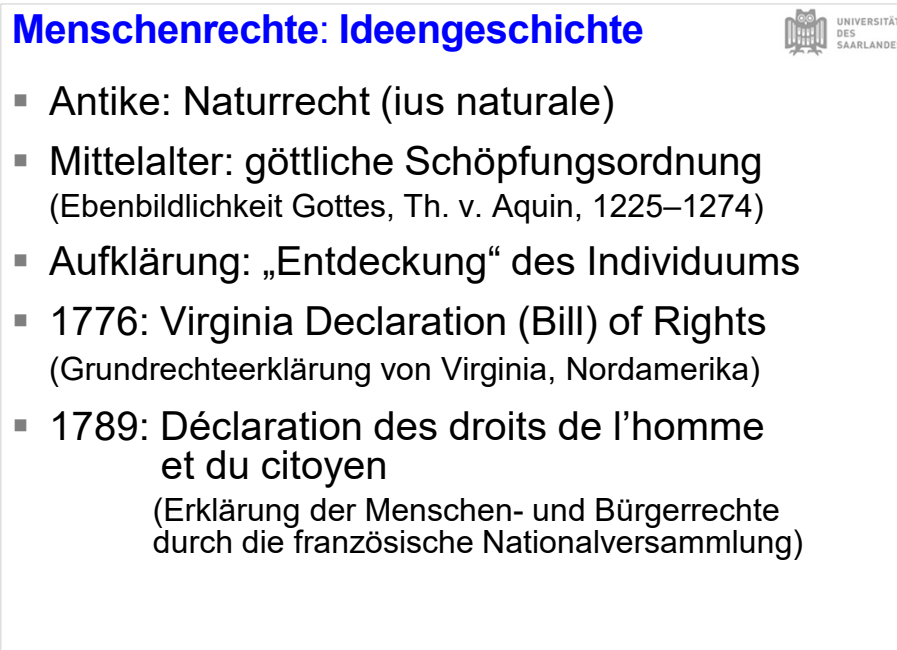 Menschenrechte: Ideengeschichte
UNIVERSITÄT
DES
SAARLANDES
▪ Antike: Naturrecht (ius naturale)
▪ Mittelalter: göttliche Schöpfungsordnung
(Ebenbildlichkeit Gottes, Th. v. Aquin, 1225–1274)
▪ Aufklärung: „Entdeckung“ des Individuums
▪ 1776: Virginia Declaration (Bill) of Rights
(Grundrechteerklärung von Virginia, Nordamerika)
▪ 1789: Déclaration des droits de l’homme
et du citoyen
(Erklärung der Menschen- und Bürgerrechte
durch die französische Nationalversammlung)